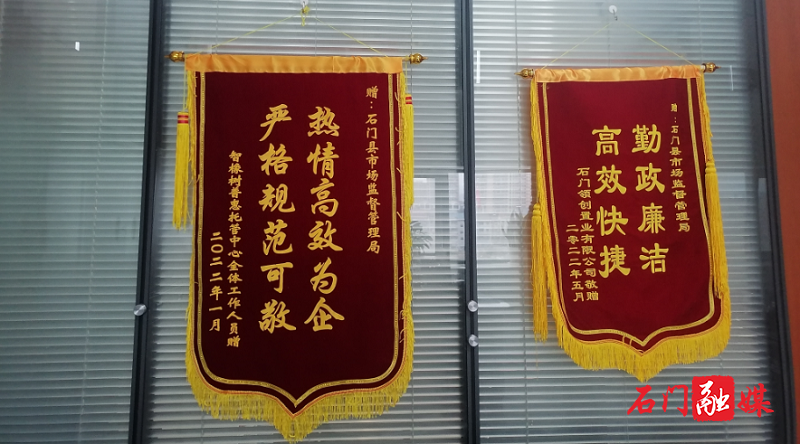 赠：石门县市场监督管理局
热情高效为企
严格规范可敬
智橡树普惠托管中心全体工作人员赠
二〇二二年一月
赠：石门县市场监督管理局
勤政廉洁
高效快捷
石门领创置业有限公司敬赠
二零二二年五月
石门融媒